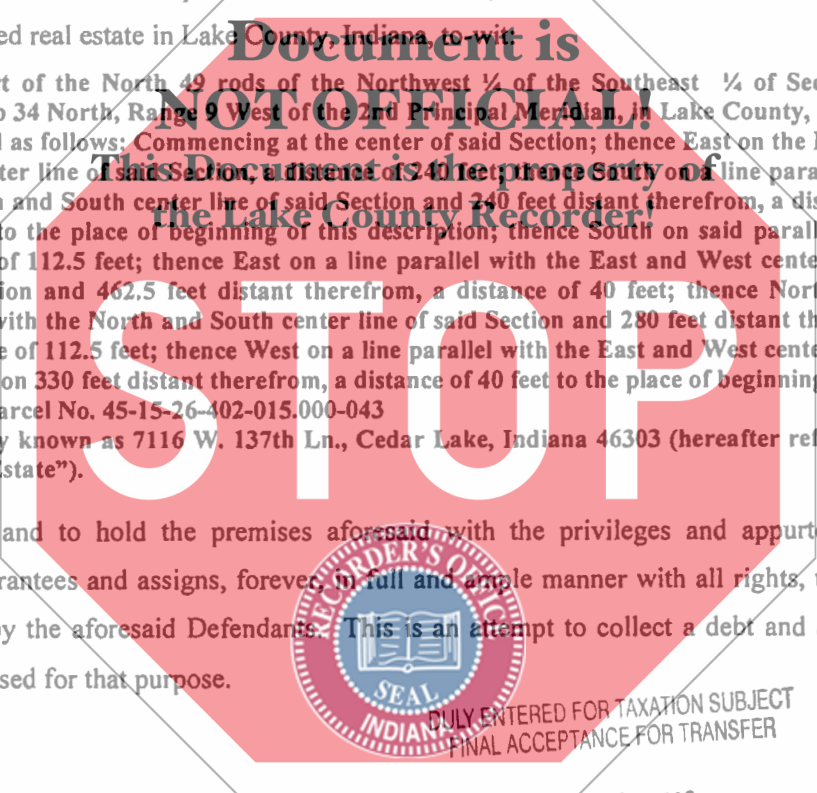 ed real estate in Lake County, Indiana, to-wit:
Document is
rt of the North 49 rods of the Northwest ¼ of the Southeast ¼ of Sec
p 34 North, Range 9 West of the 2nd Principal Meridian, in Lake County,
NOT OFFICIAL!
d as follows: Commencing at the center of said Section; thence East on the
ter line of said Section, a distance of 240 feet; thence South on a line para
This Document is the property of
h and South center line of said Section and 240 feet distant therefrom, a dis
the Lake County Recorder!
to the place of beginning of this description; thence South on said parall
of 112.5 feet; thence East on a line parallel with the East and West cente
ion and 462.5 feet distant therefrom, a distance of 40 feet; thence Nort
with the North and South center line of said Section and 280 feet distant th
e of 112.5 feet; thence West on a line parallel with the East and West cente
on 330 feet distant therefrom, a distance of 40 feet to the place of beginning
STOP
arcel No. 45-15-26-402-015.000-043
y known as 7116 W. 137th Ln., Cedar Lake, Indiana 46303 (hereafter ref
Estate").
and to hold the premises aforesaid with the privileges and appurt
rantees and assigns, forever, in full and ample manner with all rights,
by the aforesaid Defendants. This is an attempt to collect a debt and
sed for that purpose.
RECORDER'S OFFICE
SEAL
INDIANA
DULY ENTERED FOR TAXATION SUBJECT
FINAL ACCEPTANCE FOR TRANSFER